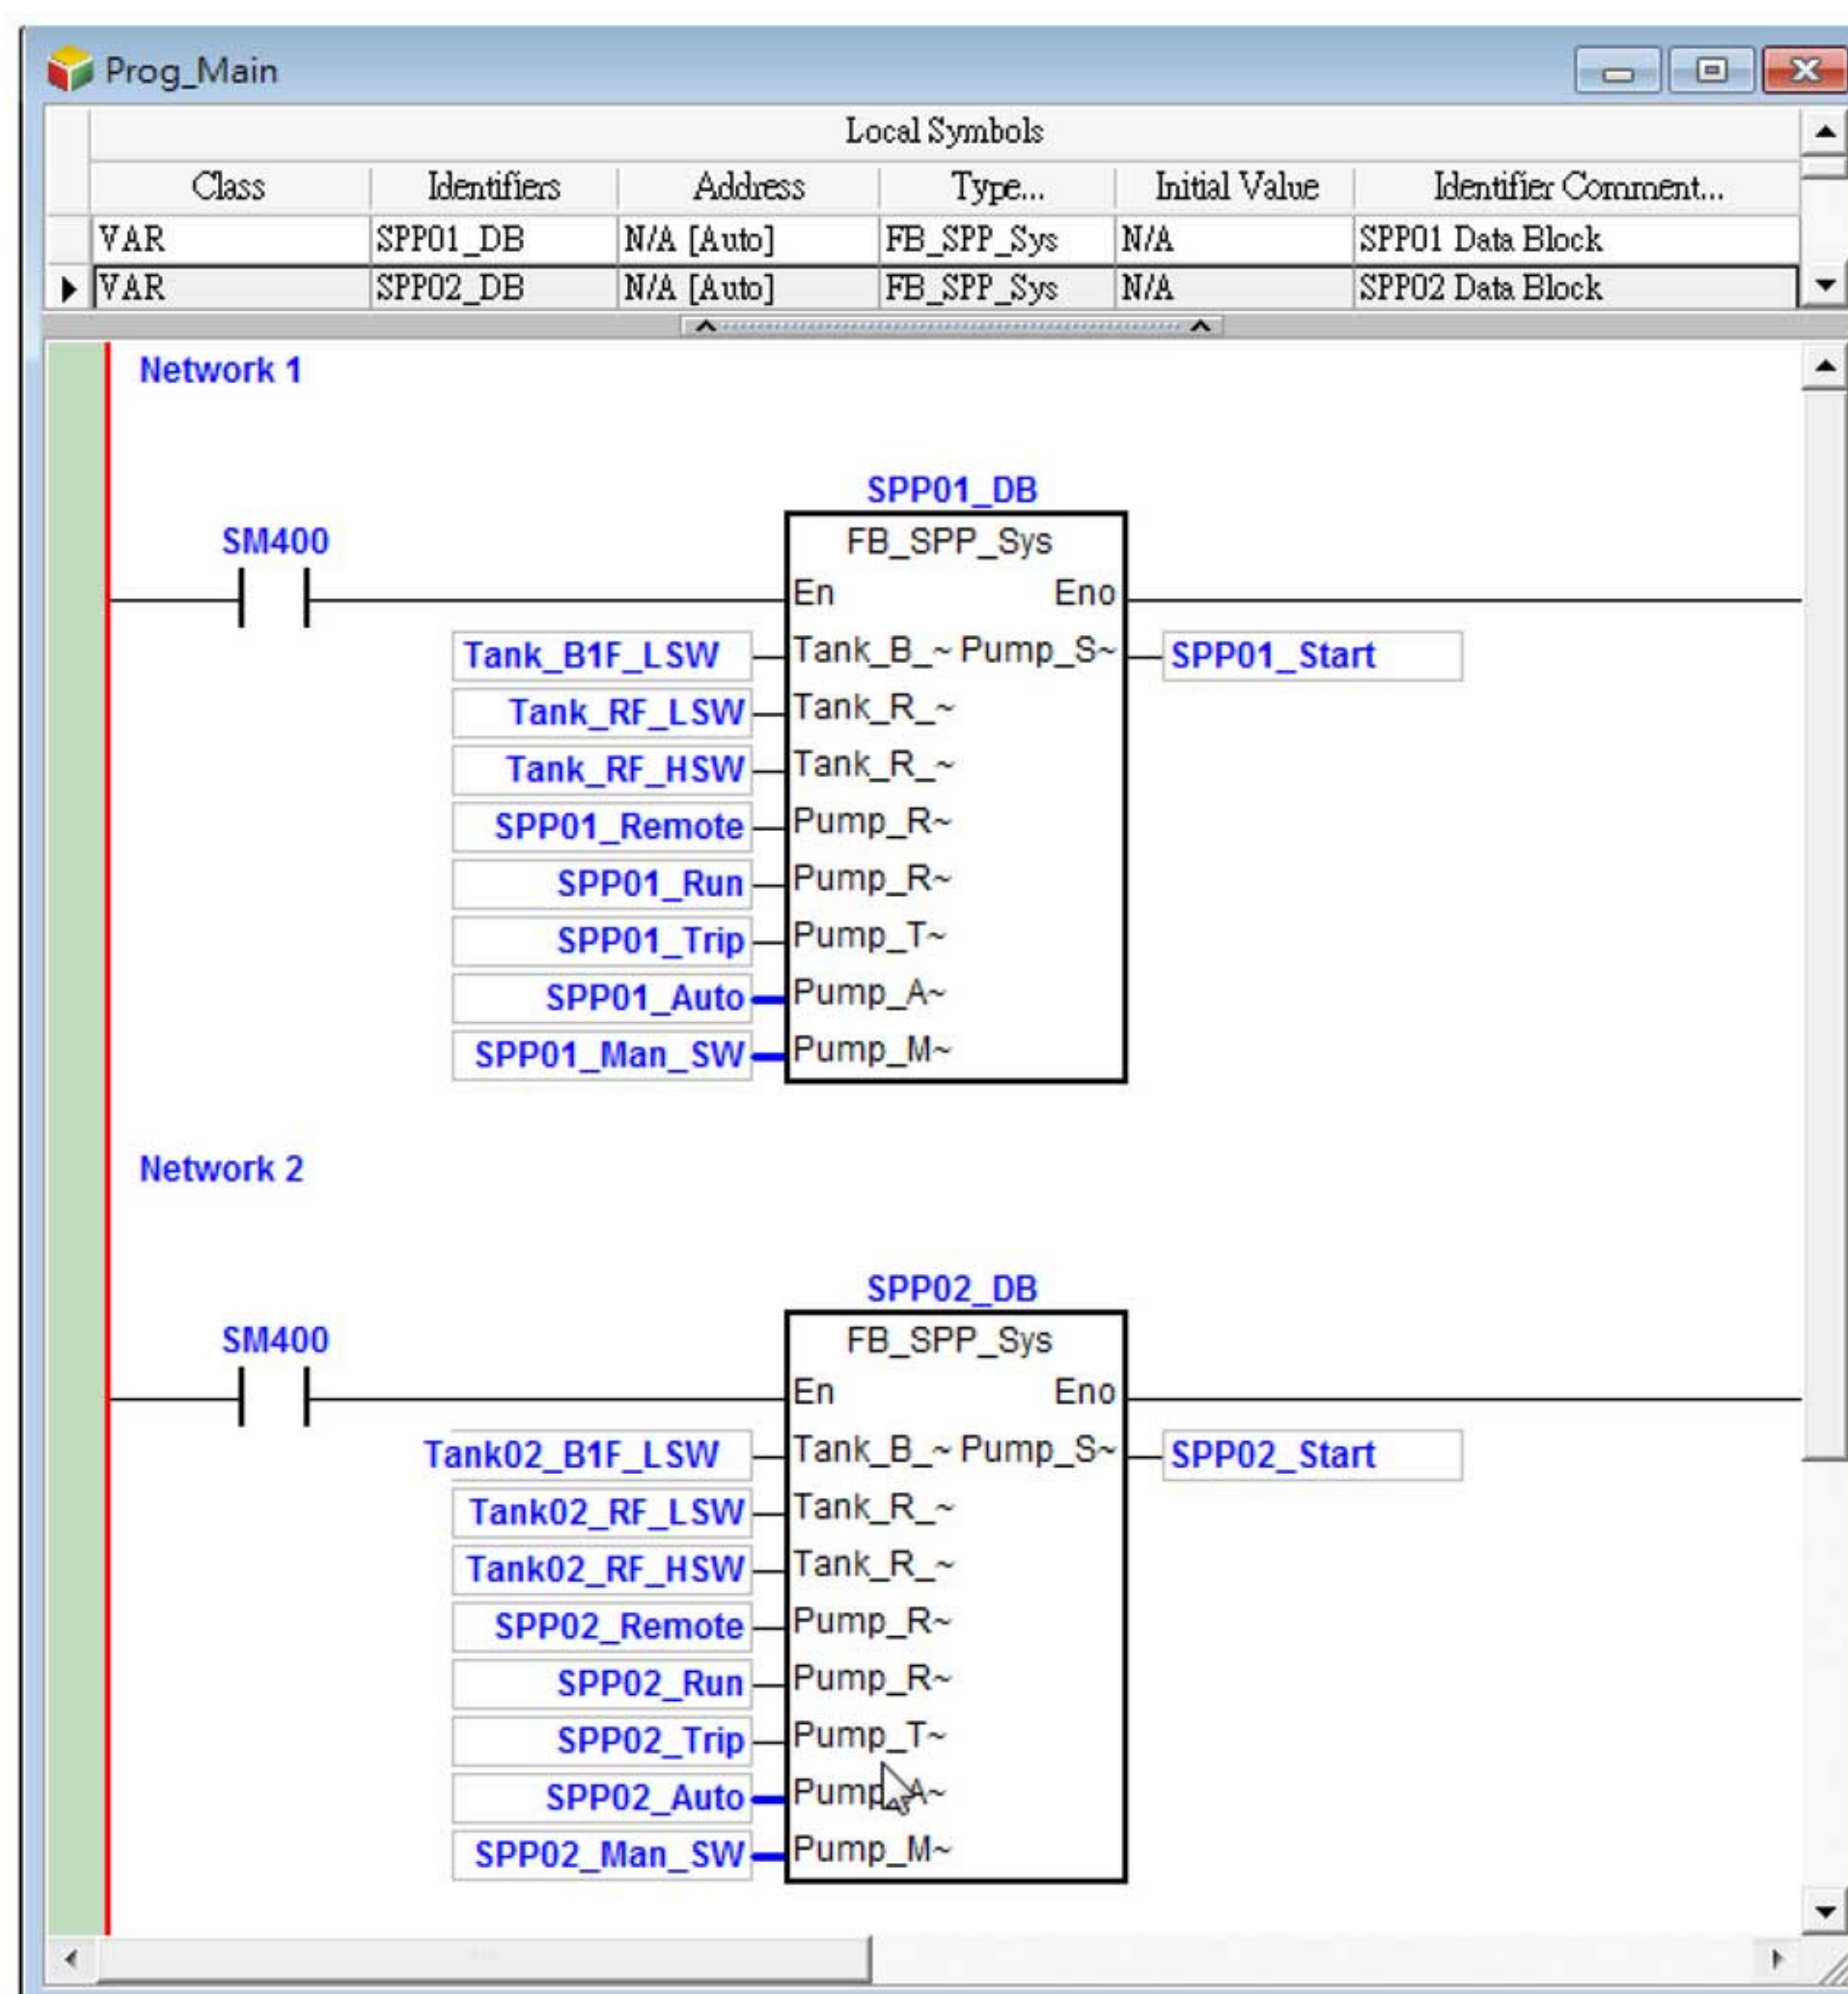 Prog_Main
Local Symbols
Class Identifiers Address Type... Initial Value Identifier Comment...
VAR SPP01_DB N/A [Auto] FB_SPP_Sys N/A SPP01 Data Block
VAR SPP02_DB N/A [Auto] FB_SPP_Sys N/A SPP02 Data Block
Network 1
SPP01_DB
SM400 FB_SPP_Sys
En Eno
Tank_B1F_LSW Tank_B_~ Pump_S~ SPP01_Start
Tank_RF_LSW Tank_R_~
Tank_RF_HSW Tank_R_~
SPP01_Remote Pump_R~
SPP01_Run Pump_R~
SPP01_Trip Pump_T~
SPP01_Auto Pump_A~
SPP01_Man_SW Pump_M~
Network 2
SPP02_DB
SM400 FB_SPP_Sys
En Eno
Tank02_B1F_LSW Tank_B_~ Pump_S~ SPP02_Start
Tank02_RF_LSW Tank_R_~
Tank02_RF_HSW Tank_R_~
SPP02_Remote Pump_R~
SPP02_Run Pump_R~
SPP02_Trip Pump_T~
SPP02_Auto Pump_A~
SPP02_Man_SW Pump_M~